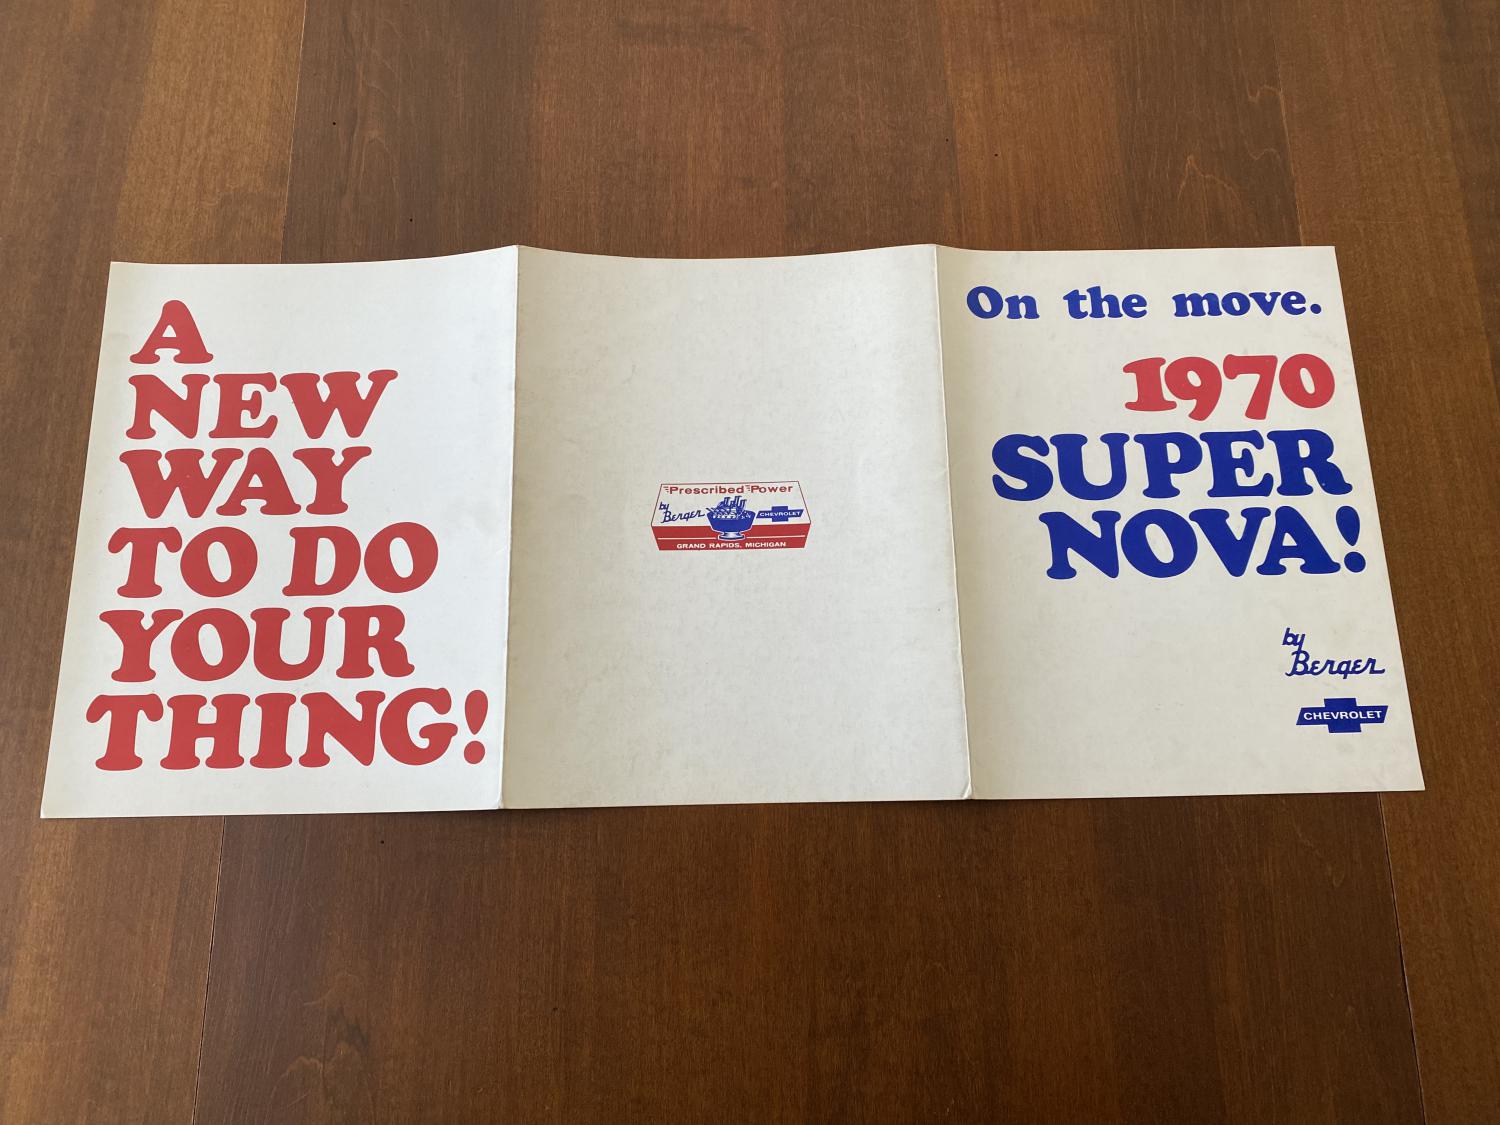 A
NEW
WAY
TO DO
YOUR
THING!
Prescribed Power
by
Berger
CHEVROLET
GRAND RAPIDS, MICHIGAN
On the move.
1970
SUPER
NOVA!
by
Berger
CHEVROLET